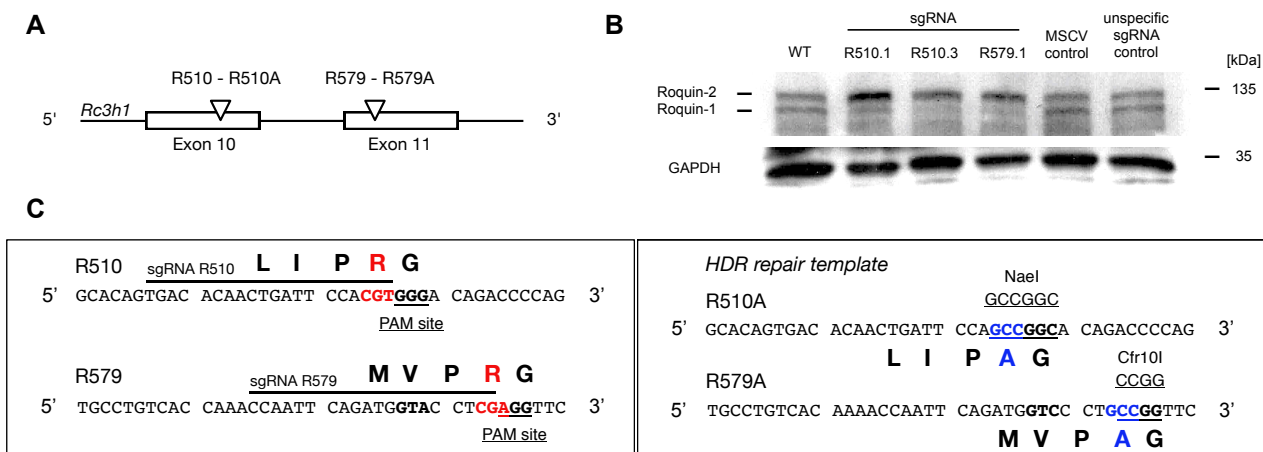 A
R510 - R510A R579 - R579A
5' Rc3h1 3'
Exon 10 Exon 11
B
sgRNA
WT R510.1 R510.3 R579.1 MSCV control unspecific sgRNA control [kDa]
Roquin-2 135
Roquin-1
GAPDH 35
C
R510 sgRNA R510 L I P R G
5’ GCACAGTGAC ACAACTGATT CCACGTGGGA CAGACCCCAG 3’
PAM site
R579 sgRNA R579 M V P R G
5’ TGCCTGTCAC CAAACCAATT CAGATGGTAC CTCGAGGTTC 3’
PAM site
HDR repair template
NaeI
R510A GCCGGC
5’ GCACAGTGAC ACAACTGATT CCAGCCGGCA CAGACCCCAG 3’
L I P A G
Cfr10I
R579A CCGG
5’ TGCCTGTCAC AAAACCAATT CAGATGGTCC CTGCCGGTTC 3’
M V P A G